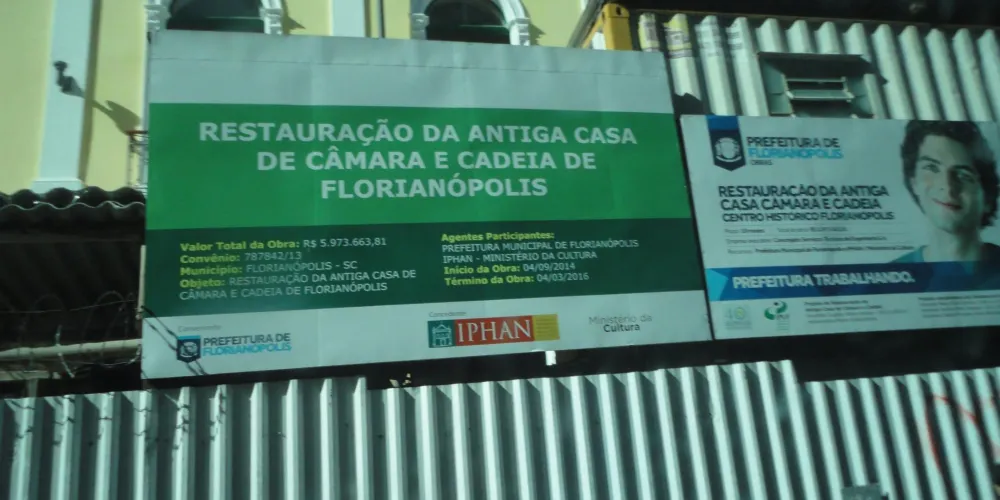 RESTAURAÇÃO DA ANTIGA CASA
DE CÂMARA E CADEIA DE
FLORIANÓPOLIS
Valor Total da Obra: R$ 5.973.663,81
Convênio: 787842/13
Município: FLORIANÓPOLIS - SC
Objeto: RESTAURAÇÃO DA ANTIGA CASA DE
CÂMARA E CADEIA DE FLORIANÓPOLIS
Agentes Participantes:
PREFEITURA MUNICIPAL DE FLORIANÓPOLIS
IPHAN - MINISTÉRIO DA CULTURA
Início da Obra: 04/09/2014
Término da Obra: 04/03/2016
PREFEITURA DE
FLORIANÓPOLIS
IPHAN
Ministério da
Cultura
PREFEITURA DE
FLORIANÓPOLIS
OBRAS
RESTAURAÇÃO DA ANTIGA
CASA CÂMARA E CADEIA
CENTRO HISTÓRICO FLORIANÓPOLIS
PREFEITURA TRABALHANDO.